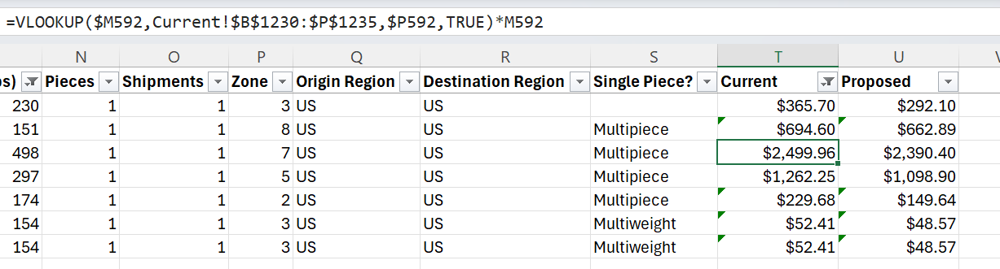 =VLOOKUP($M592,Current!$B$1230:$P$1235,$P592,TRUE)*M592
N O P Q R S T U
os) Pieces Shipments Zone Origin Region Destination Region Single Piece? Current Proposed
230 1 1 3 US US $365.70 $292.10
151 1 1 8 US US Multipiece $694.60 $662.89
498 1 1 7 US US Multipiece $2,499.96 $2,390.40
297 1 1 5 US US Multipiece $1,262.25 $1,098.90
174 1 1 2 US US Multipiece $229.68 $149.64
154 1 1 3 US US Multiweight $52.41 $48.57
154 1 1 3 US US Multiweight $52.41 $48.57